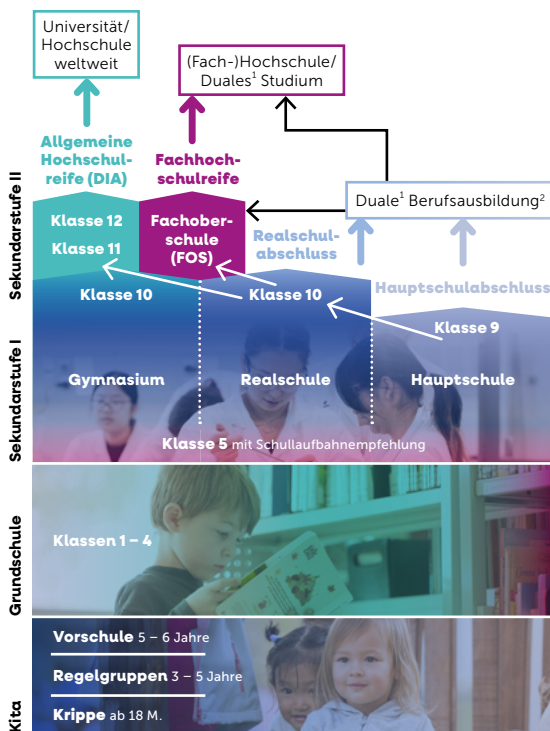 Universität/
Hochschule
weltweit
(Fach-)Hochschule/
Duales¹ Studium
Allgemeine
Hochschul-
reife (DIA)
Fachhoch-
schulreife
Sekundarstufe II
Klasse 12
Klasse 11
Fachober-
schule
(FOS)
Duale¹ Berufsausbildung²
Realschul-
abschluss
Hauptschulabschluss
Klasse 10
Klasse 10
Klasse 9
Sekundarstufe I
Gymnasium
Realschule
Hauptschule
Klasse 5 mit Schullaufbahnempfehlung
Grundschule
Klassen 1 – 4
Kita
Vorschule 5 – 6 Jahre
Regelgruppen 3 – 5 Jahre
Krippe ab 18 M.